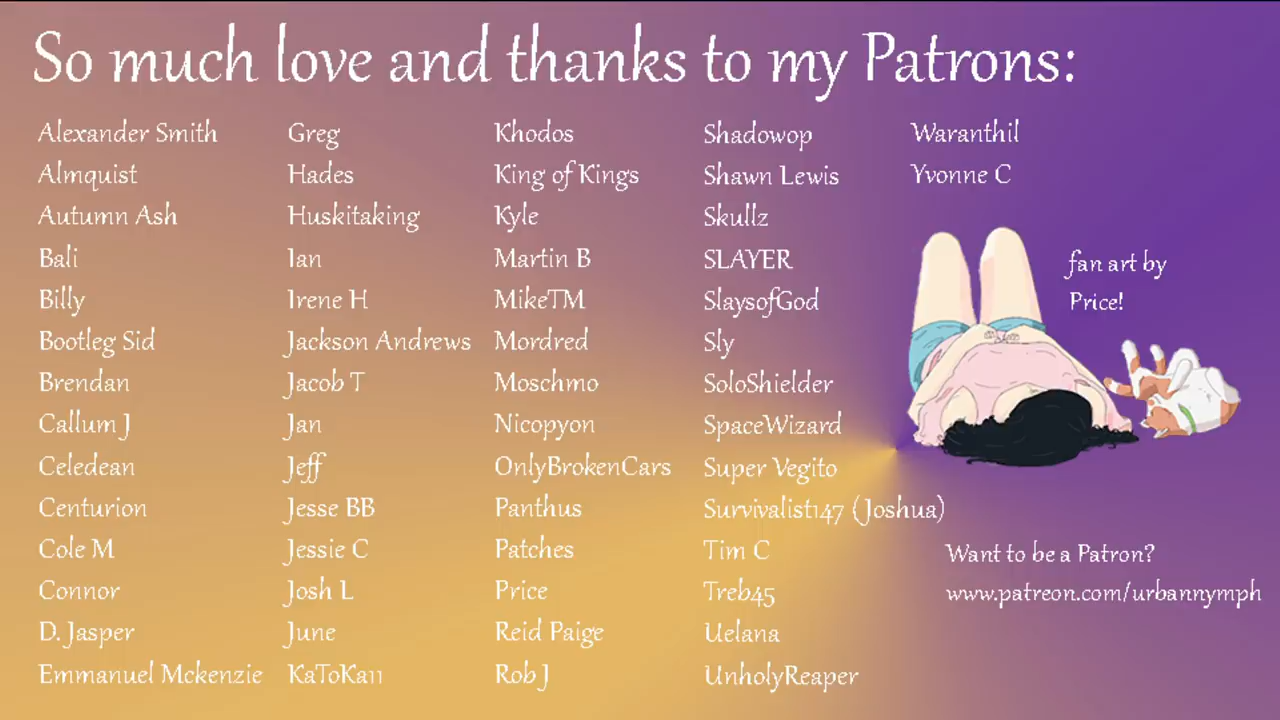 So much love and thanks to my Patrons:
Alexander Smith
Almquist
Autumn Ash
Bali
Billy
Bootleg Sid
Brendan
Callum J
Celedean
Centurion
Cole M
Connor
D. Jasper
Emmanuel Mckenzie
Greg
Hades
Huskitaking
Ian
Irene H
Jackson Andrews
Jacob T
Jan
Jeff
Jesse BB
Jessie C
Josh L
June
KaToKa11
Khodos
King of Kings
Kyle
Martin B
MikeTM
Mordred
Moschmo
Nicopyon
OnlyBrokenCars
Panthus
Patches
Price
Reid Paige
Rob J
Shadowop
Shawn Lewis
Skullz
SLAYER
SlaysofGod
Sly
SoloShielder
SpaceWizard
Super Vegito
Survivalist147 (Joshua)
Tim C
Treb45
Uelana
UnholyReaper
Waranthil
Yvonne C
fan art by
Price!
Want to be a Patron?
www.patreon.com/urbannymph